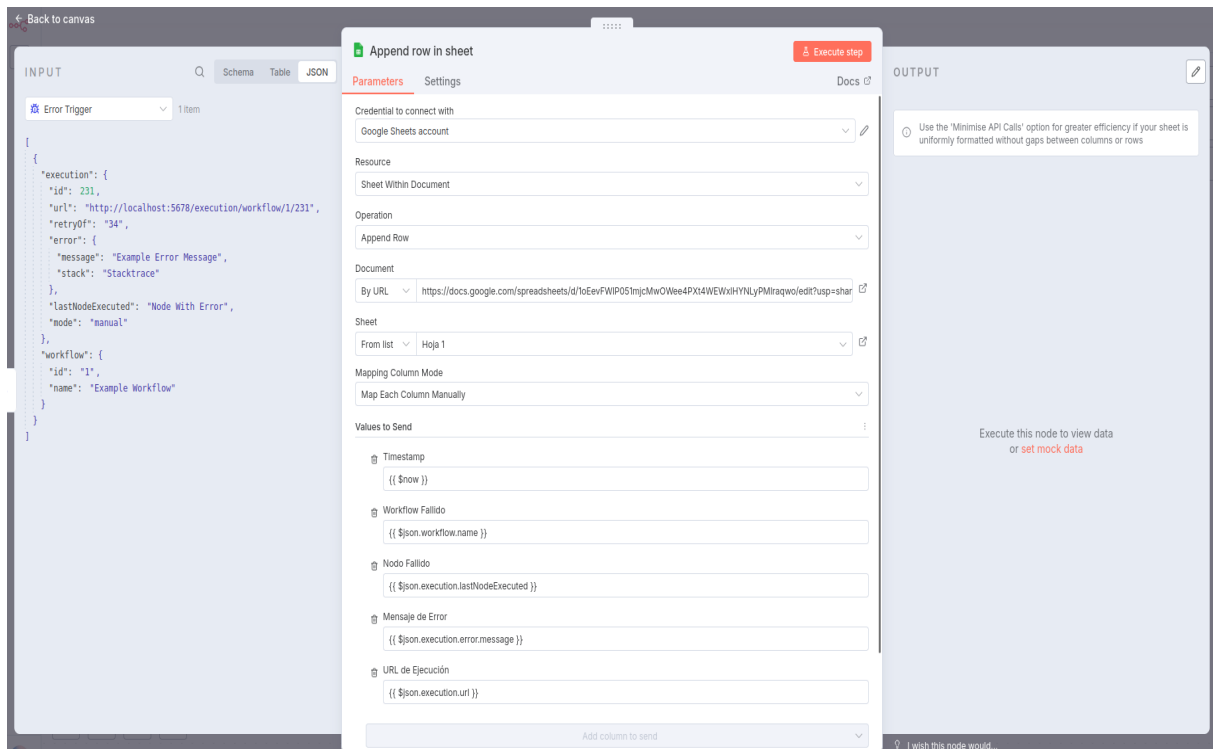 ← Back to canvas
INPUT
Schema Table JSON
Error Trigger
1 item
[
{
"execution": {
"id": 231,
"url": "http://localhost:5678/execution/workflow/1/231",
"retryOf": "34",
"error": {
"message": "Example Error Message",
"stack": "Stacktrace"
},
"lastNodeExecuted": "Node With Error",
"mode": "manual"
},
"workflow": {
"id": "1",
"name": "Example Workflow"
}
}
]
Append row in sheet
Execute step
Parameters Settings Docs
Credential to connect with
Google Sheets account
Resource
Sheet Within Document
Operation
Append Row
Document
By URL https://docs.google.com/spreadsheets/d/1oEevFWIP051mjcMwOWee4PXt4WEWxIHYNLyPMIraqwo/edit?usp=shar
Sheet
From list Hoja 1
Mapping Column Mode
Map Each Column Manually
Values to Send
Timestamp
{{ $now }}
Workflow Fallido
{{ $json.workflow.name }}
Nodo Fallido
{{ $json.execution.lastNodeExecuted }}
Mensaje de Error
{{ $json.execution.error.message }}
URL de Ejecución
{{ $json.execution.url }}
Add column to send
OUTPUT
Use the 'Minimise API Calls' option for greater efficiency if your sheet is
uniformly formatted without gaps between columns or rows
Execute this node to view data
or set mock data
I wish this node would...